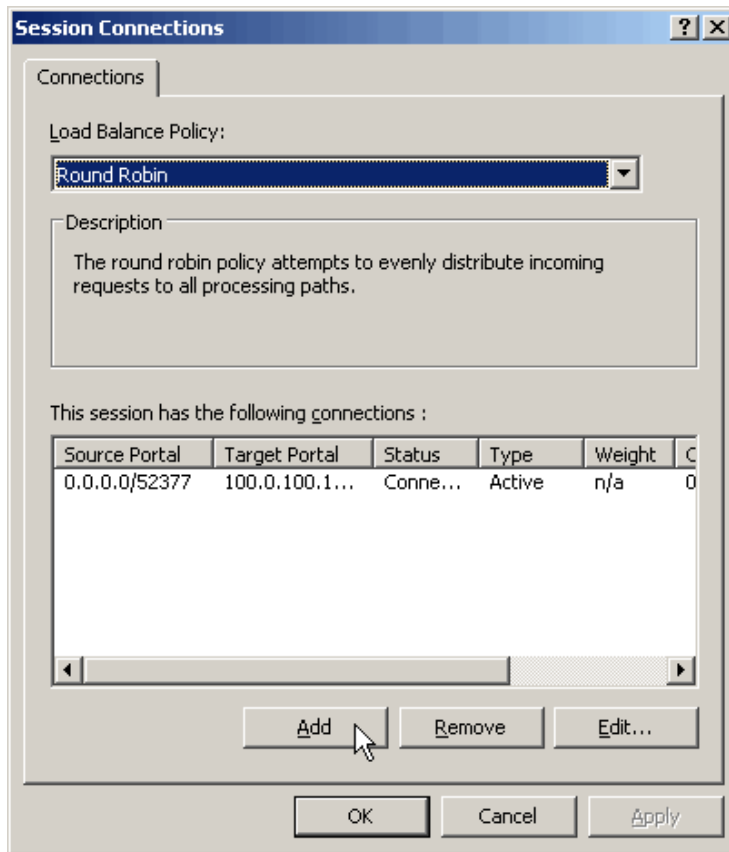 Session Connections
Connections
Load Balance Policy:
Round Robin
Description
The round robin policy attempts to evenly distribute incoming
requests to all processing paths.
This session has the following connections :
Source Portal Target Portal Status Type Weight C
0.0.0.0/52377 100.0.100.1... Conne... Active n/a 0
Add Remove Edit...
OK Cancel Apply